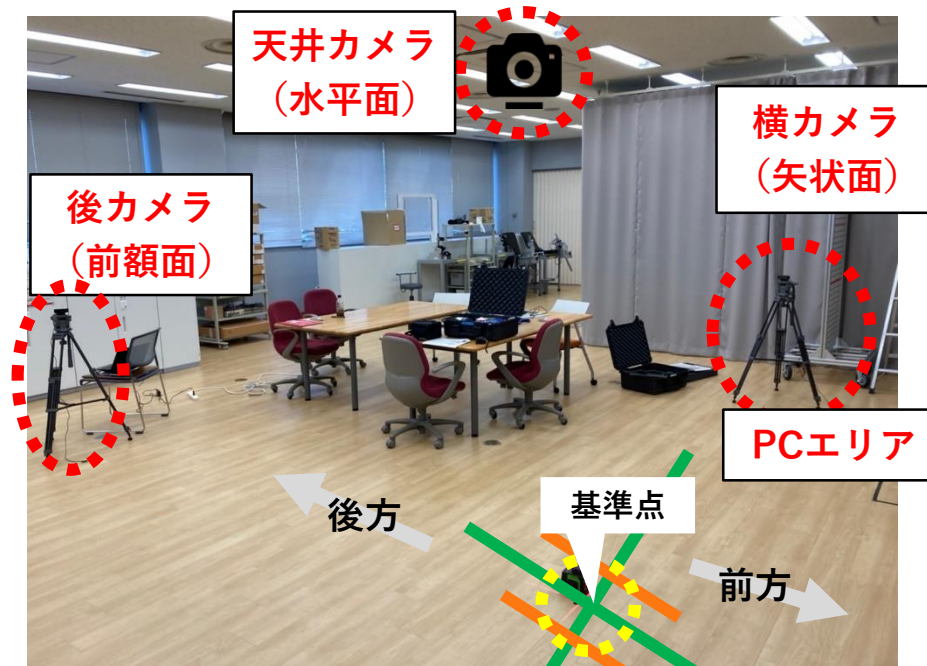 天井カメラ
（水平面）
横カメラ
（矢状面）
後カメラ
（前額面）
PCエリア
基準点
後方
前方